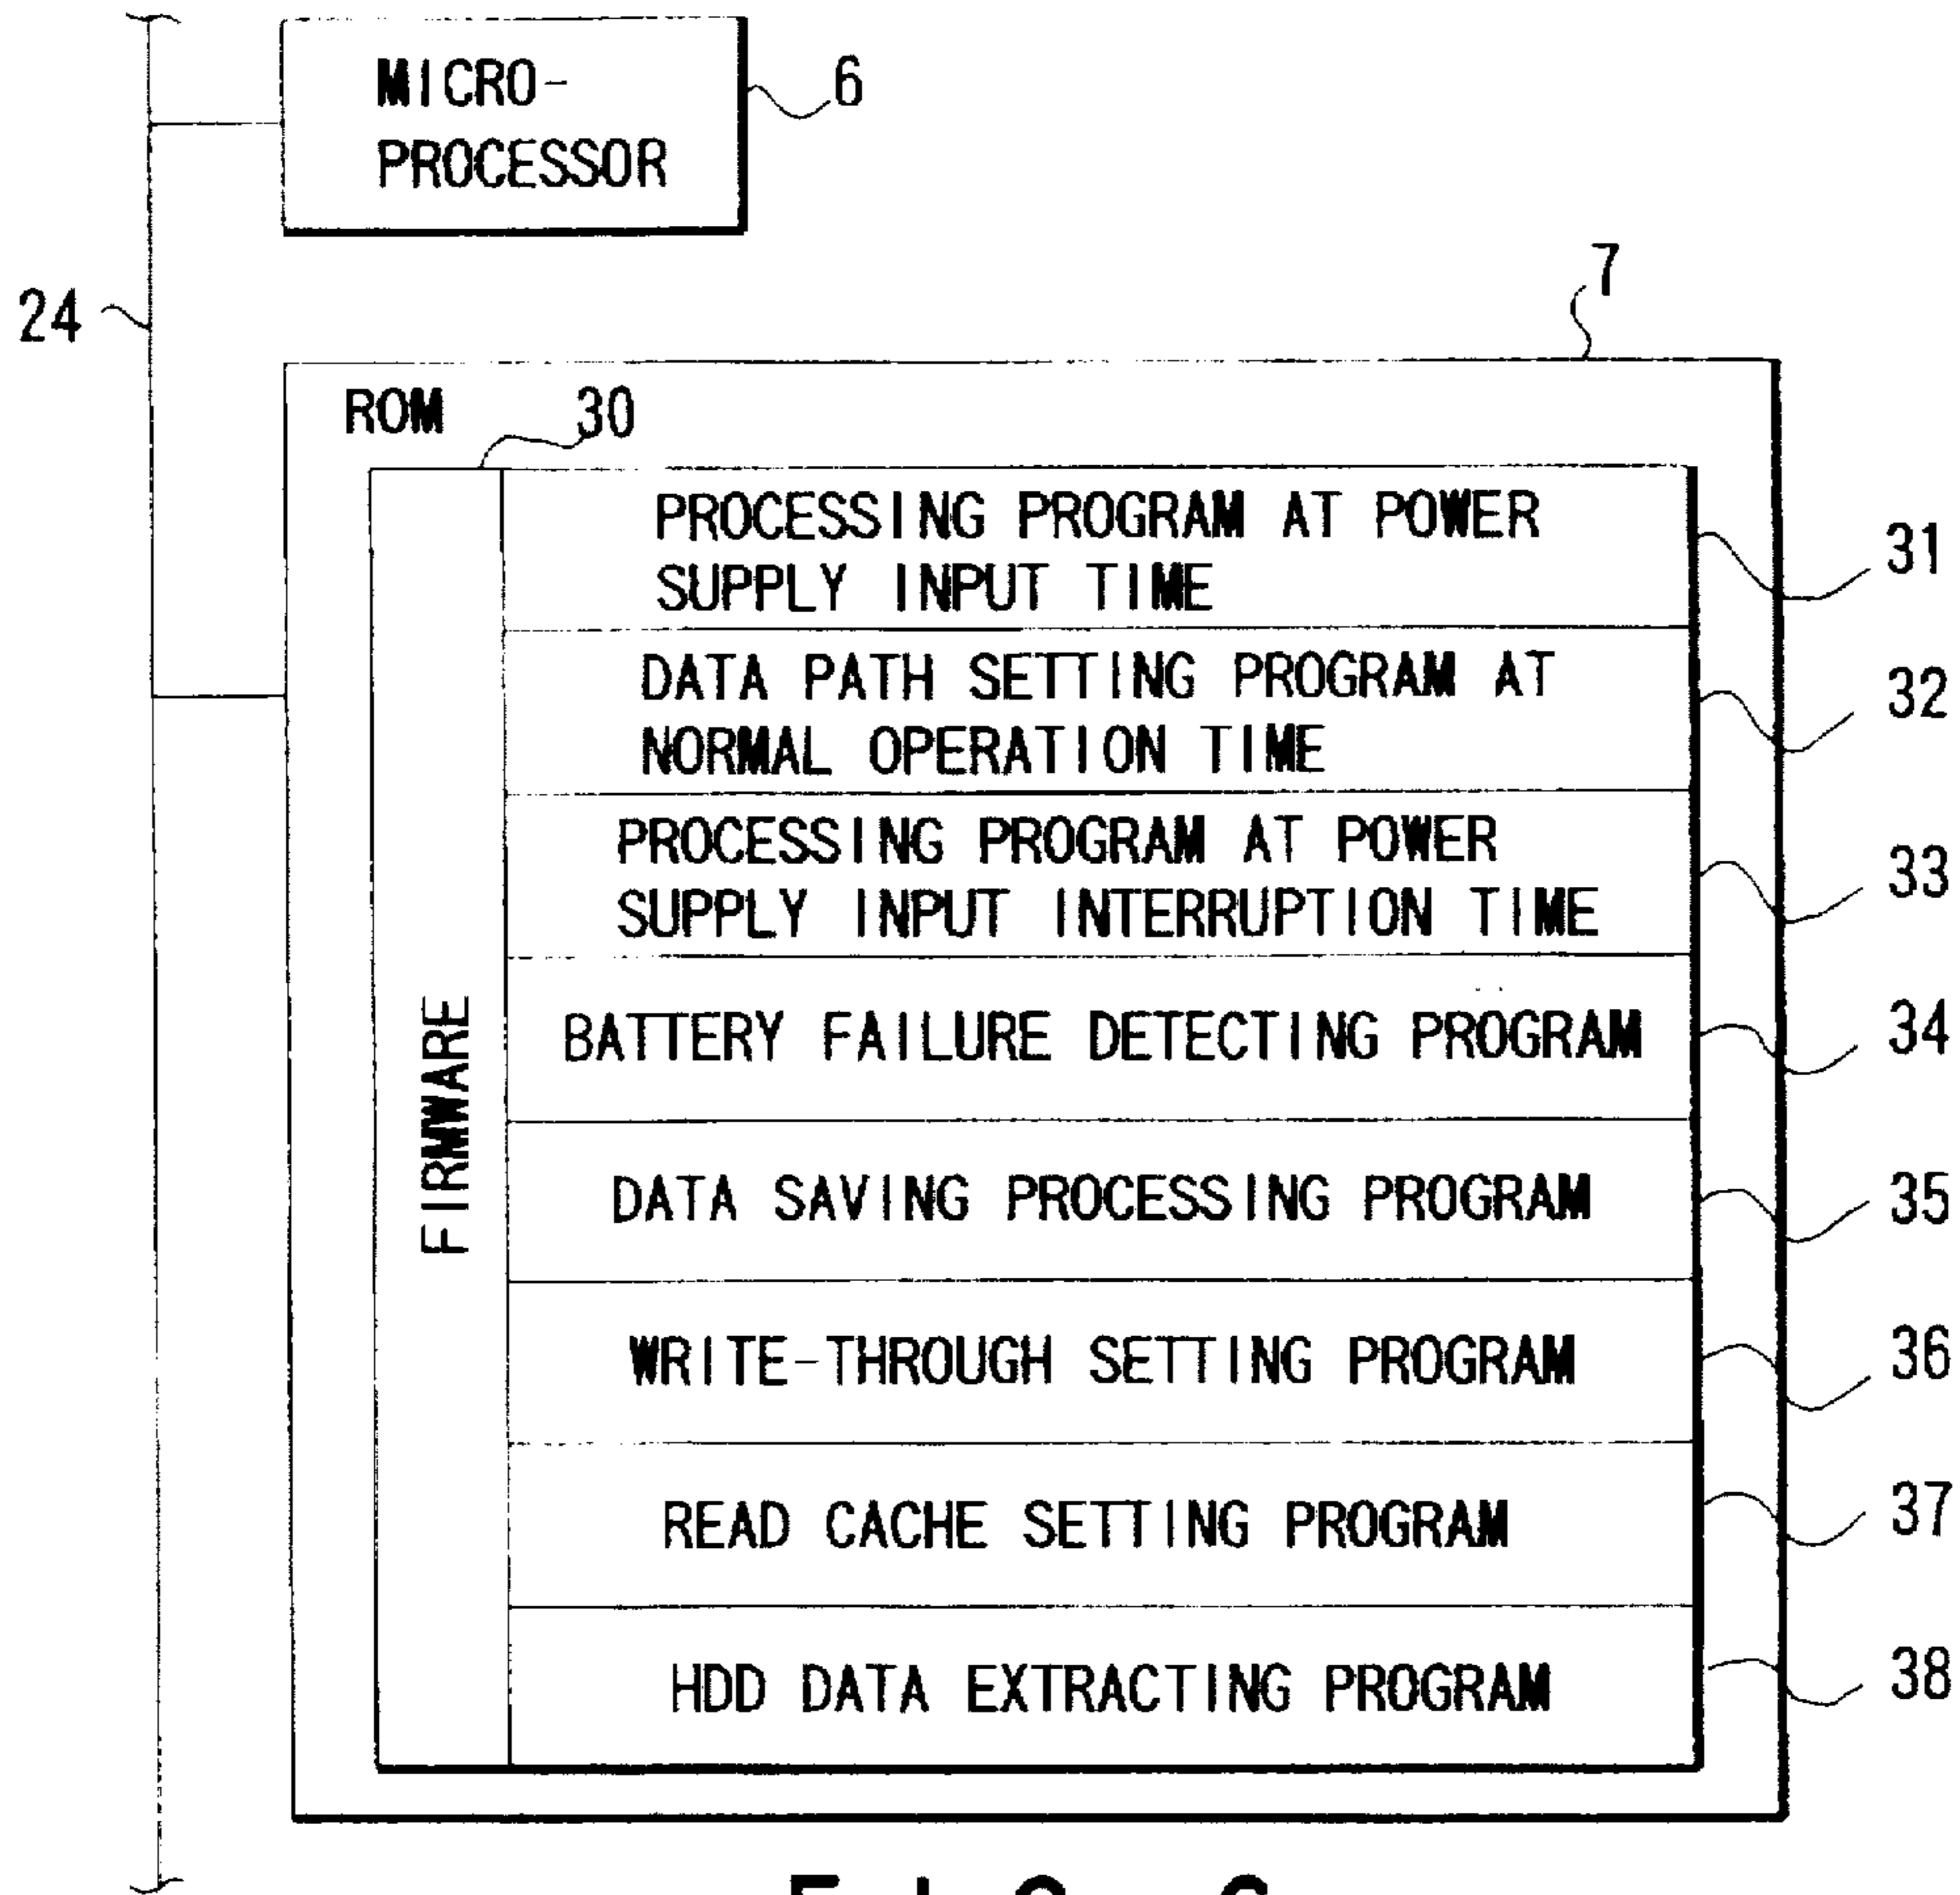 MICRO-
PROCESSOR
6
24
7
ROM
30
FIRMWARE
PROCESSING PROGRAM AT POWER
SUPPLY INPUT TIME
31
DATA PATH SETTING PROGRAM AT
NORMAL OPERATION TIME
32
PROCESSING PROGRAM AT POWER
SUPPLY INPUT INTERRUPTION TIME
33
BATTERY FAILURE DETECTING PROGRAM
34
DATA SAVING PROCESSING PROGRAM
35
WRITE-THROUGH SETTING PROGRAM
36
READ CACHE SETTING PROGRAM
37
HDD DATA EXTRACTING PROGRAM
38